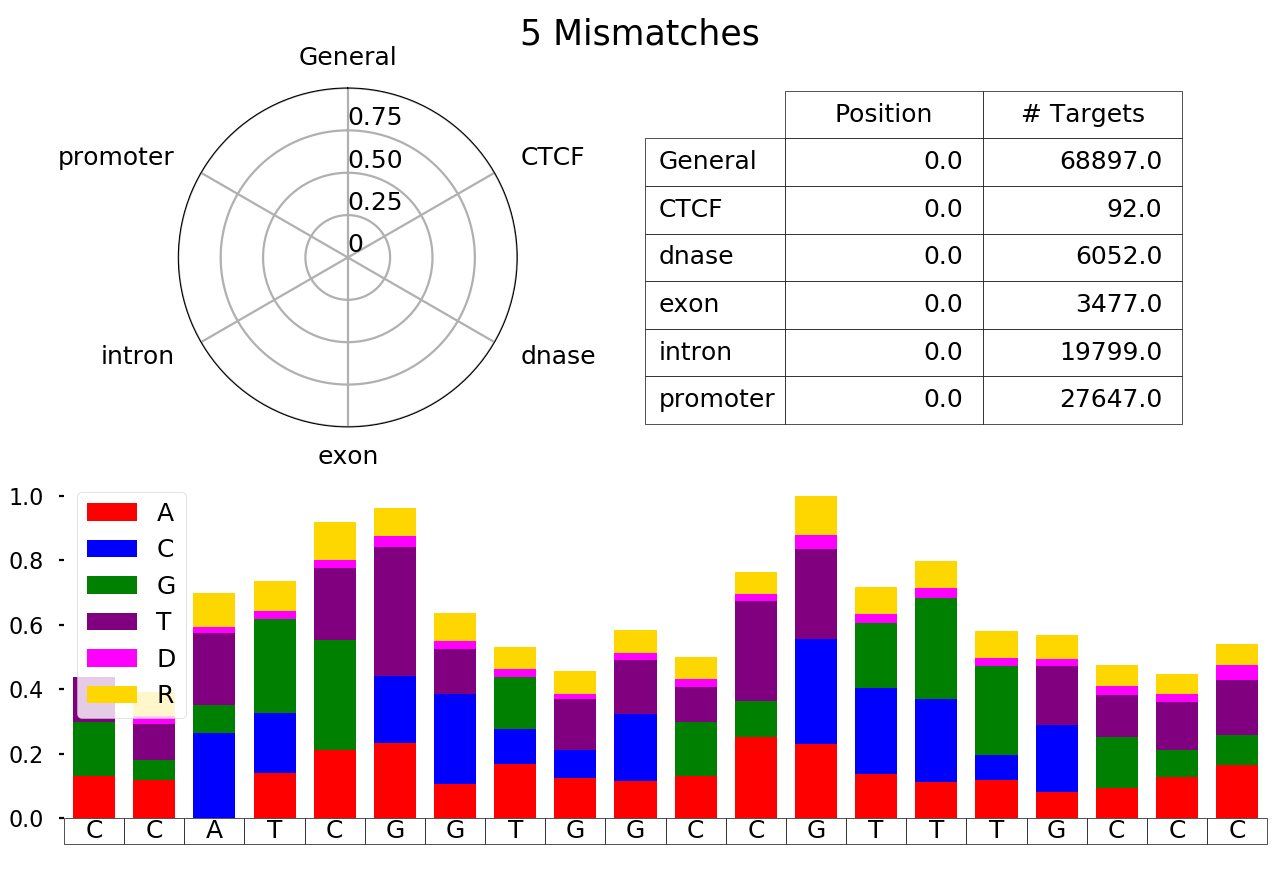 5 Mismatches
General
promoter
CTCF
0.75
0.50
0.25
0
intron
dnase
exon
Position # Targets
General 0.0 68897.0
CTCF 0.0 92.0
dnase 0.0 6052.0
exon 0.0 3477.0
intron 0.0 19799.0
promoter 0.0 27647.0
1.0
0.8
0.6
0.4
0.2
0.0
A
C
G
T
D
R
C C A T C G G T G G C C G T T T G C C C